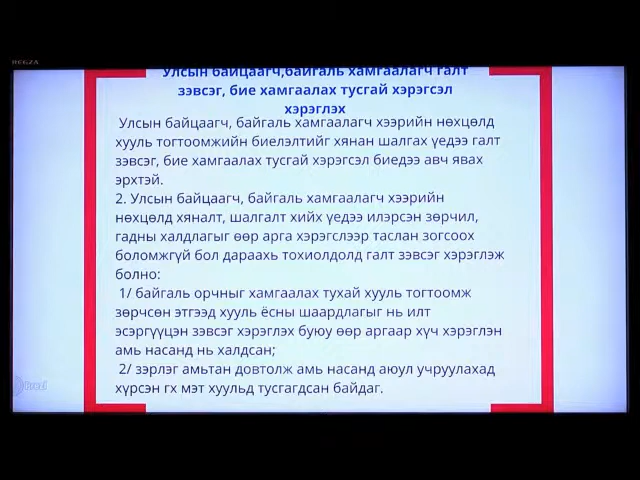 REGZA
Улсын байцаагч,байгаль хамгаалагч галт
зэвсэг, бие хамгаалах тусгай хэрэгсэл
хэрэглэх
Улсын байцаагч, байгаль хамгаалагч хээрийн нөхцөлд
хууль тогтоомжийн биелэлтийг хянан шалгах үедээ галт
зэвсэг, бие хамгаалах тусгай хэрэгсэл биедээ авч явах
эрхтэй.
2. Улсын байцаагч, байгаль хамгаалагч хээрийн
нөхцөлд хяналт, шалгалт хийх үедээ илэрсэн зөрчил,
гадны халдлагыг өөр арга хэрэгслээр таслан зогсоох
боломжгүй бол дараахь тохиолдолд галт зэвсэг хэрэглэж
болно:
1/ байгаль орчныг хамгаалах тухай хууль тогтоомж
зөрчсөн этгээд хууль ёсны шаардлагыг нь илт
эсэргүүцэн зэвсэг хэрэглэх буюу өөр аргаар хүч хэрэглэн
амь насанд нь халдсан;
2/ зэрлэг амьтан довтолж амь насанд аюул учруулахад
хүрсэн гх мэт хуульд тусгагдсан байдаг.